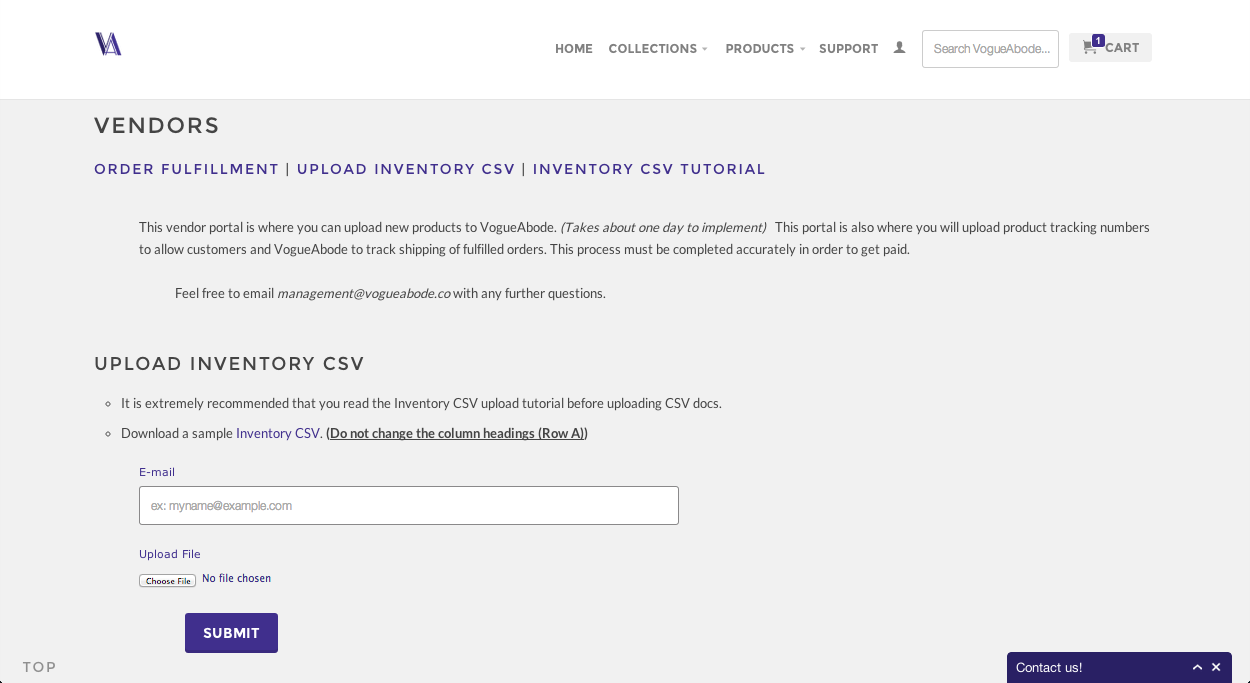 VA
HOME COLLECTIONS PRODUCTS SUPPORT Search VogueAbode... 1 CART
VENDORS
ORDER FULFILLMENT | UPLOAD INVENTORY CSV | INVENTORY CSV TUTORIAL
This vendor portal is where you can upload new products to VogueAbode. (Takes about one day to implement) This portal is also where you will upload product tracking numbers
to allow customers and VogueAbode to track shipping of fulfilled orders. This process must be completed accurately in order to get paid.
Feel free to email management@vogueabode.co with any further questions.
UPLOAD INVENTORY CSV
It is extremely recommended that you read the Inventory CSV upload tutorial before uploading CSV docs.
Download a sample Inventory CSV. (Do not change the column headings (Row A))
E-mail
ex: myname@example.com
Upload File
Choose File No file chosen
SUBMIT
TOP
Contact us!